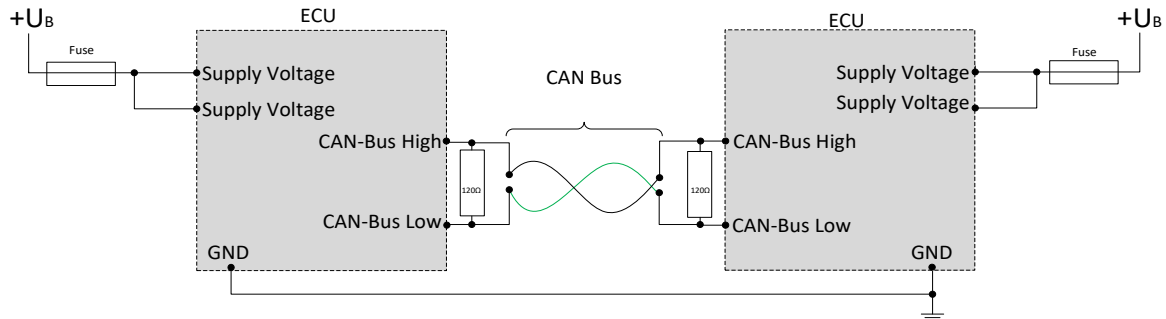 ECU
ECU
+UB
+UB
Fuse
Fuse
Supply Voltage
Supply Voltage
CAN Bus
Supply Voltage
Supply Voltage
CAN-Bus High
CAN-Bus High
120Ω
120Ω
CAN-Bus Low
CAN-Bus Low
GND
GND